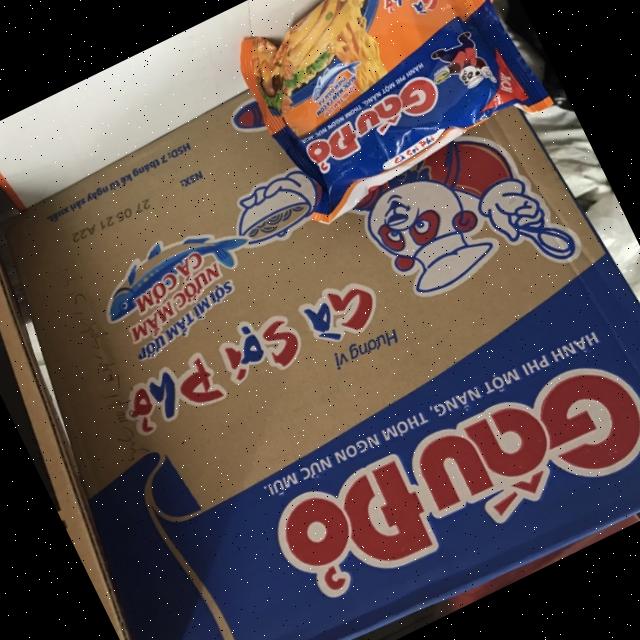 Gấu Đỏ
HÀNH PHI MỘT NẮNG, THƠM NGON NỨC MŨI.
Hương vị
GÀ SỢI PHỞ
SỢI MÌ TẨM ƯỚP
NƯỚC MẮM
CÁ CƠM
NSX:
27 05 21 A22
HSD: 7 tháng kể từ ngày sản xuất
Gấu Đỏ
HÀNH PHI MỘT NẮNG, THƠM NGON NỨC MŨI.